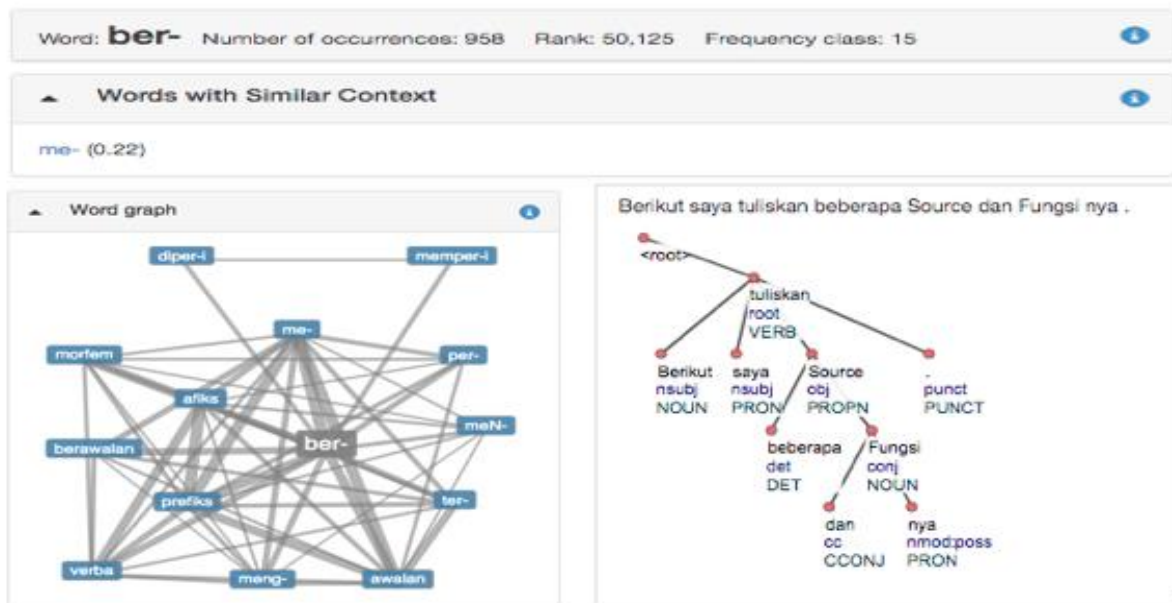 Word: ber- Number of occurrences: 958 Rank: 50,125 Frequency class: 15
Words with Similar Context
me- (0.22)
Word graph
diper-i memper-i
me-
morfem per-
afiks
meN-
berawalan ber-
prefiks ter-
verba meng- awalan
Berikut saya tuliskan beberapa Source dan Fungsi nya .
<root>
tuliskan
root
VERB
Berikut saya Source .
nsubj nsubj obj punct
NOUN PRON PROPN PUNCT
beberapa Fungsi
det conj
DET NOUN
dan nya
cc nmod:poss
CCONJ PRON